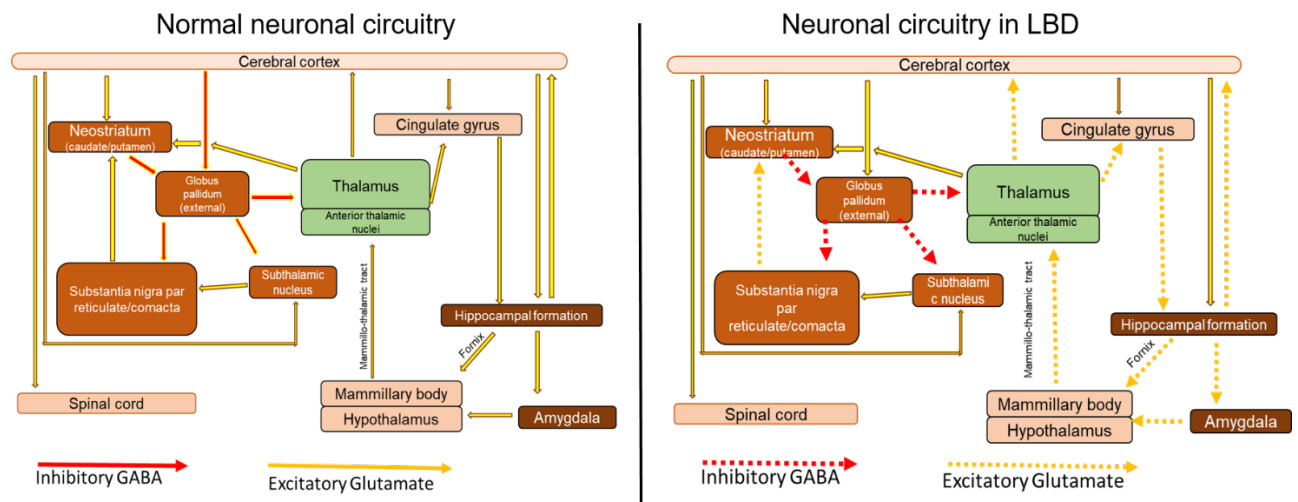 Normal neuronal circuitry
Cerebral cortex
Neostriatum
(caudate/putamen)
Cingulate gyrus
Globus
pallidum
(external)
Thalamus
Anterior thalamic
nuclei
Substantia nigra par
reticulate/comacta
Subthalamic
nucleus
Mammillo-thalamic tract
Hippocampal formation
Fornix
Mammillary body
Hypothalamus
Amygdala
Spinal cord
Inhibitory GABA
Excitatory Glutamate
Neuronal circuitry in LBD
Cerebral cortex
Neostriatum
(caudate/putamen)
Cingulate gyrus
Globus
pallidum
(external)
Thalamus
Anterior thalamic
nuclei
Substantia nigra
par
reticulate/comacta
Subthalami
c nucleus
Mammillo-thalamic tract
Hippocampal formation
Fornix
Mammillary body
Hypothalamus
Amygdala
Spinal cord
Inhibitory GABA
Excitatory Glutamate